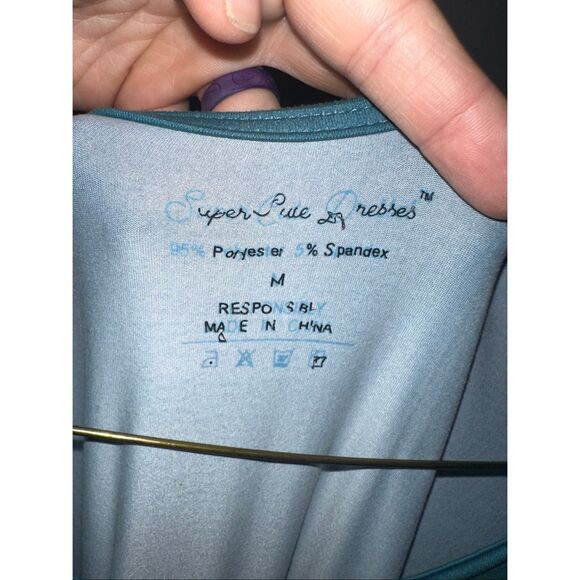 Super Cute Dresses™
95% Polyester 5% Spandex
M
RESPONSIBLY
MADE IN CHINA